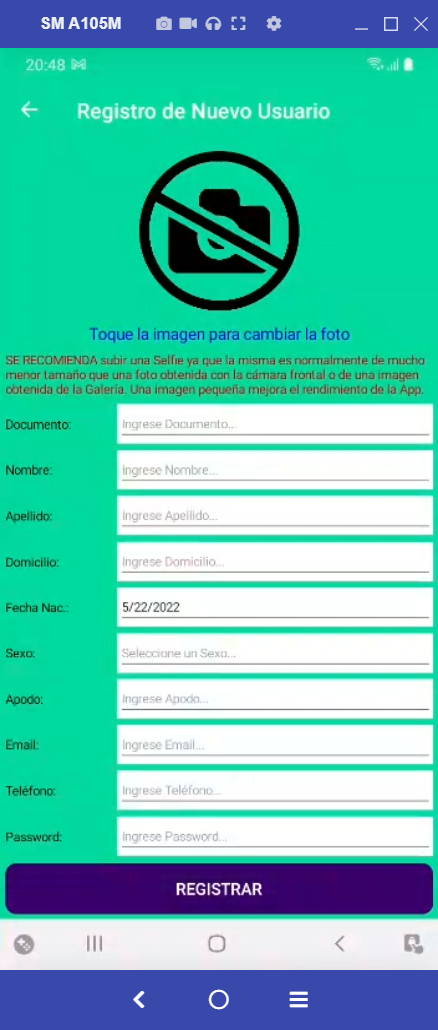 SM A105M
20:48
Registro de Nuevo Usuario
Toque la imagen para cambiar la foto
SE RECOMIENDA subir una Selfie ya que la misma es normalmente de mucho
menor tamaño que una foto obtenida con la cámara frontal o de una imagen
obtenida de la Galería. Una imagen pequeña mejora el rendimiento de la App.
Documento: Ingrese Documento...
Nombre: Ingrese Nombre...
Apellido: Ingrese Apellido...
Domicilio: Ingrese Domicilio...
Fecha Nac.: 5/22/2022
Sexo: Seleccione un Sexo...
Apodo: Ingrese Apodo...
Email: Ingrese Email...
Teléfono: Ingrese Teléfono...
Password: Ingrese Password...
REGISTRAR